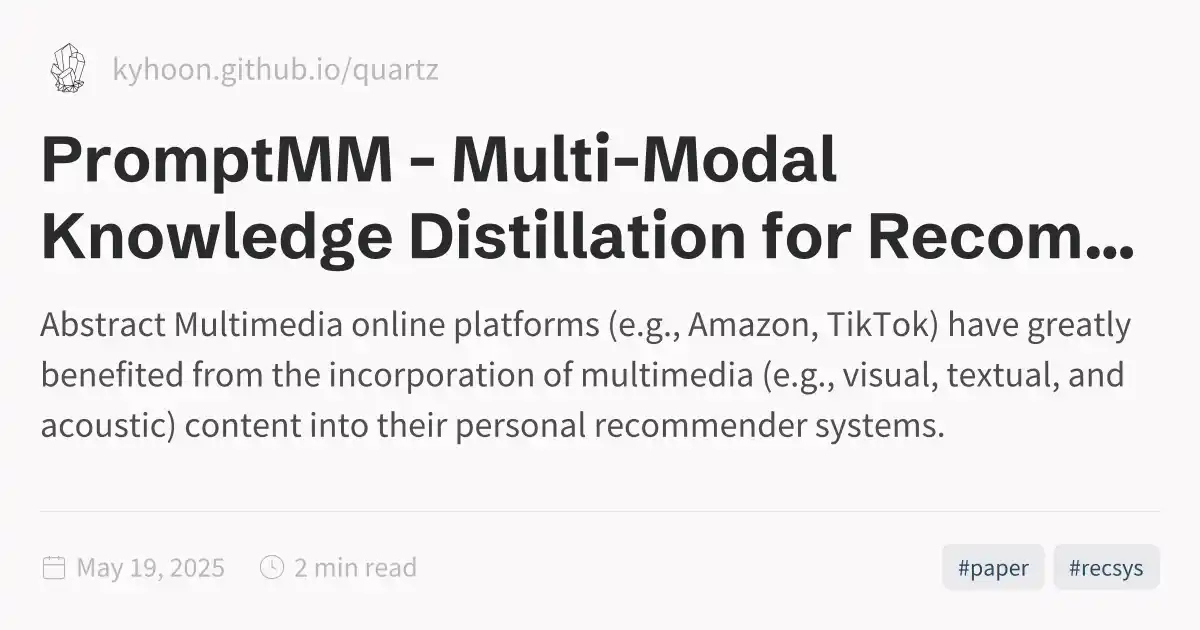 kyhoon.github.io/quartz
PromptMM - Multi-Modal
Knowledge Distillation for Recom...
Abstract Multimedia online platforms (e.g., Amazon, TikTok) have greatly
benefited from the incorporation of multimedia (e.g., visual, textual, and
acoustic) content into their personal recommender systems.
May 19, 2025 2 min read #paper #recsys